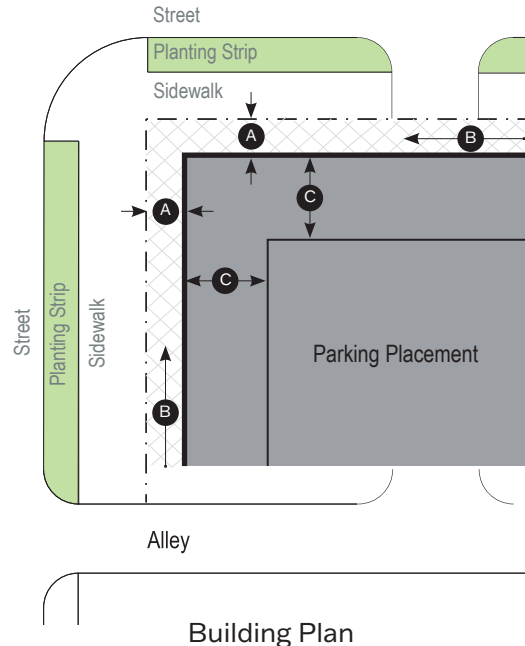 Street
Planting Strip
Sidewalk
A
B
C
A
C
Parking Placement
Street
Planting Strip
Sidewalk
B
Alley
Building Plan